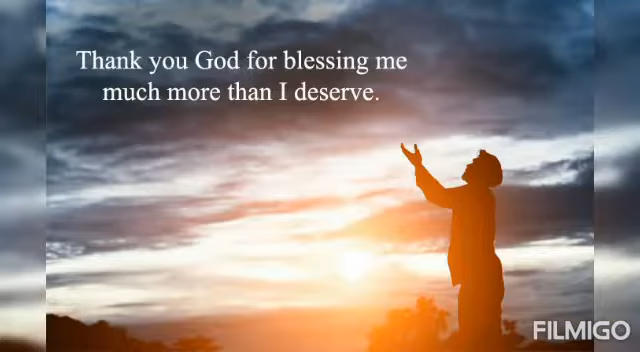 Thank you God for blessing me
much more than I deserve.
FILMIGO